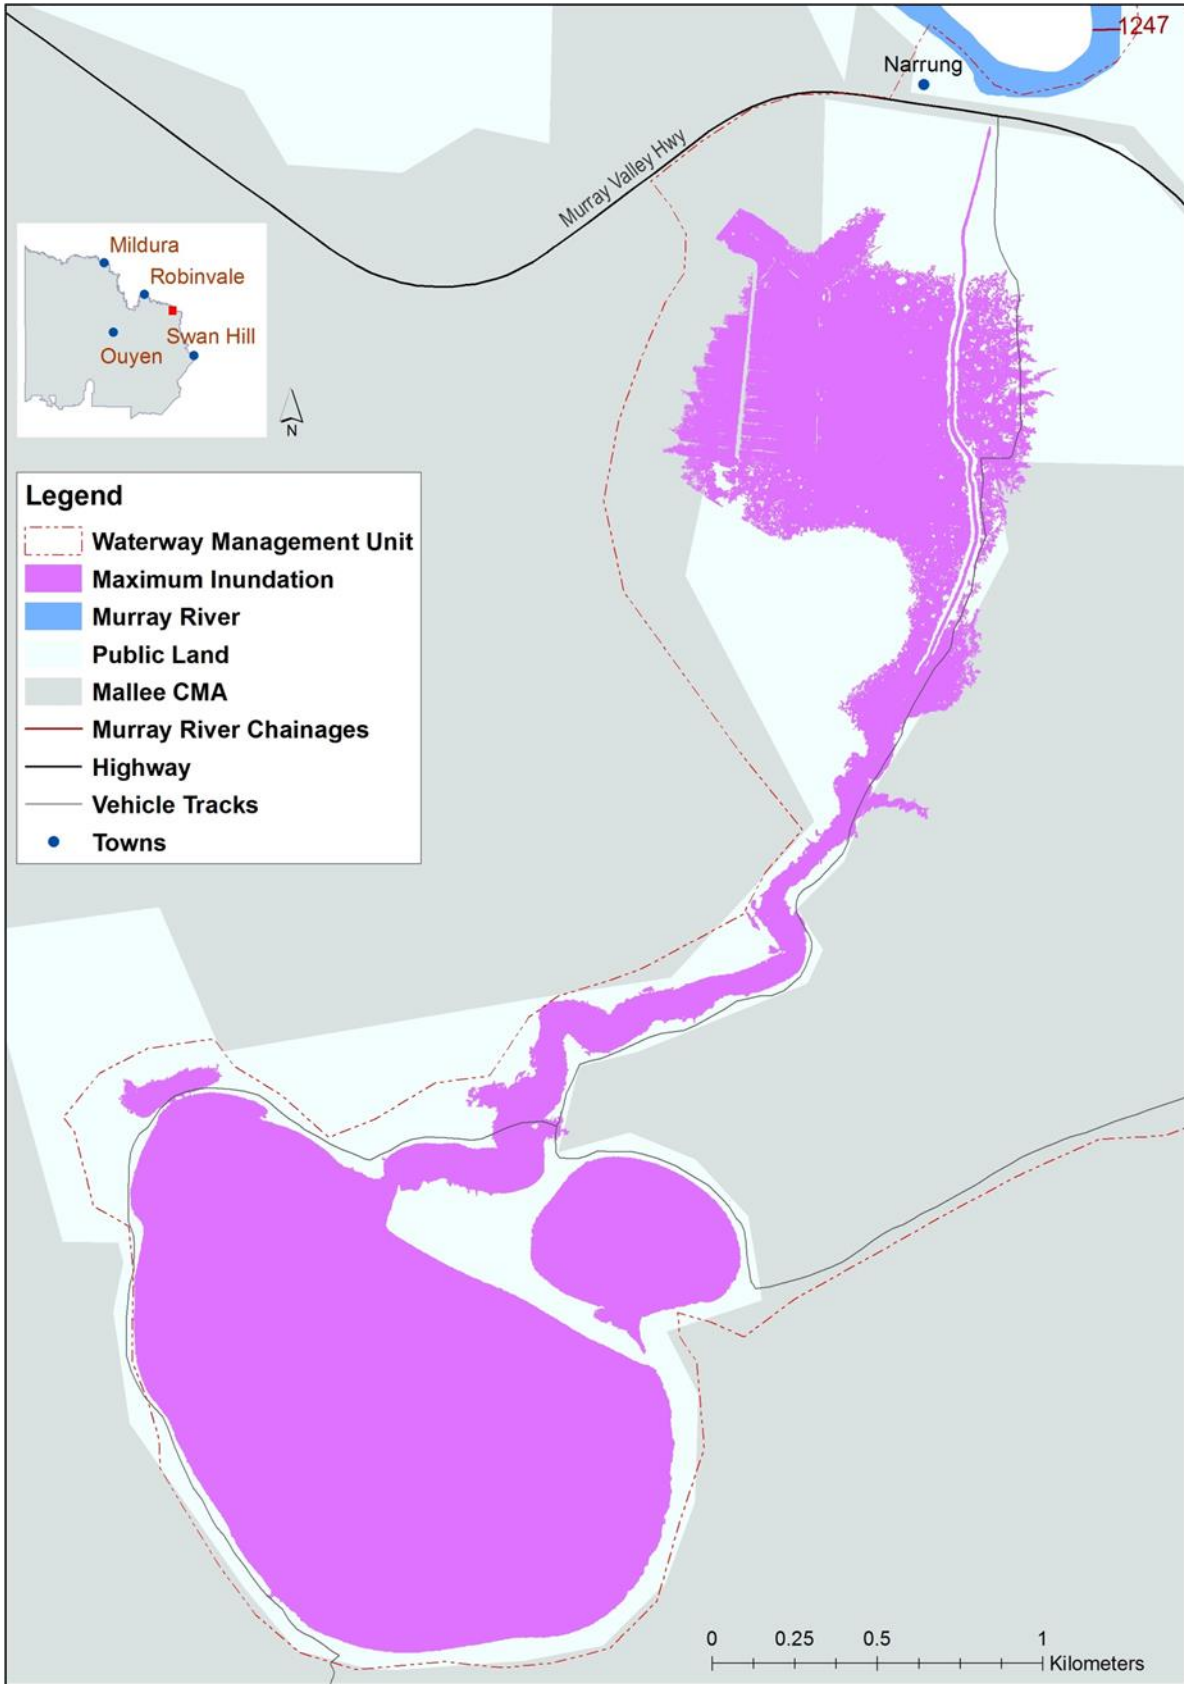 1247
Narrung
Murray Valley Hwy
Mildura
Robinvale
Swan Hill
Ouyen
N
Legend
Waterway Management Unit
Maximum Inundation
Murray River
Public Land
Mallee CMA
Murray River Chainages
Highway
Vehicle Tracks
Towns
0 0.25 0.5 1
Kilometers